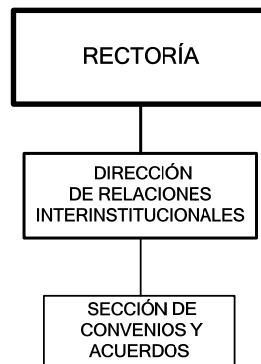 RECTORÍA
DIRECCIÓN
DE RELACIONES
INTERINSTITUCIONALES
SECCIÓN DE
CONVENIOS Y
ACUERDOS